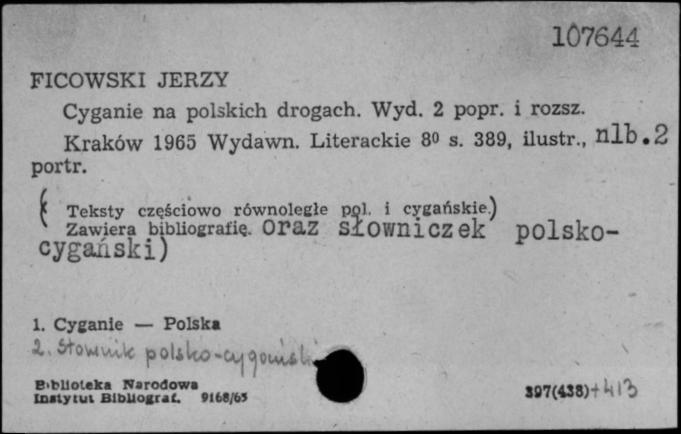 107644
FICOWSKI JERZY
Cyganie na polskich drogach. Wyd. 2 popr. i rozsz.
Kraków 1965 Wydawn. Literackie 8⁰ s. 389, ilustr., nlb.2
portr.
( Teksty częściowo równoległe pol. i cygańskie.)
Zawiera bibliografię. oraz słowniczek polsko-
cygański)
1. Cyganie — Polska
2. Słownik polsko-cygański
Biblioteka Narodowa
Instytut Bibliograf. 9168/65
397(438)+413